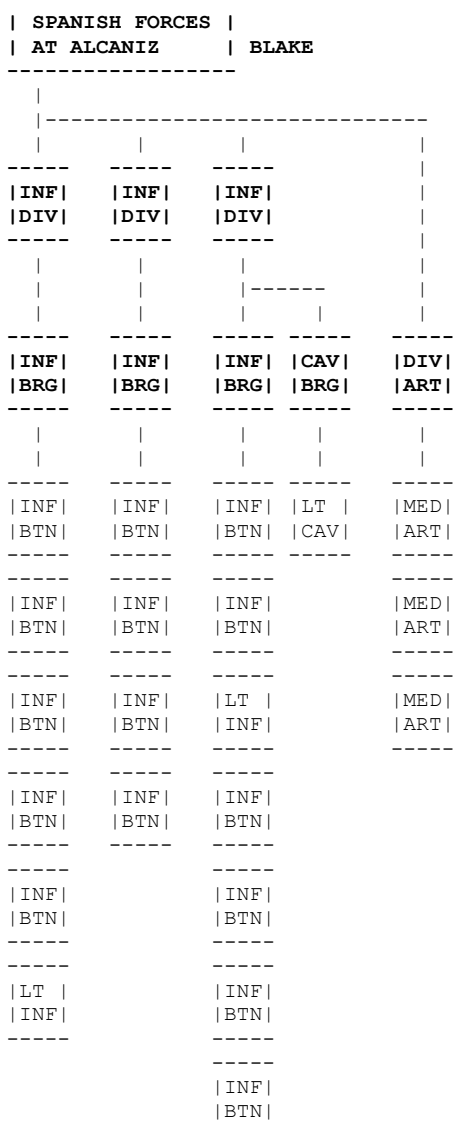 | SPANISH FORCES |
| AT ALCANIZ     | BLAKE
------------------
  |
  |------------------------------
  |       |       |             |
-----   -----   -----           |
|INF|   |INF|   |INF|           |
|DIV|   |DIV|   |DIV|           |
-----   -----   -----           |
  |       |       |             |
  |       |       |------       |
  |       |       |     |       |
-----   -----   ----- -----   -----
|INF|   |INF|   |INF| |CAV|   |DIV|
|BRG|   |BRG|   |BRG| |BRG|   |ART|
-----   -----   ----- -----   -----
  |       |       |     |       |
  |       |       |     |       |
-----   -----   ----- -----   -----
|INF|   |INF|   |INF| |LT |   |MED|
|BTN|   |BTN|   |BTN| |CAV|   |ART|
-----   -----   ----- -----   -----
-----   -----   -----         -----
|INF|   |INF|   |INF|         |MED|
|BTN|   |BTN|   |BTN|         |ART|
-----   -----   -----         -----
-----   -----   -----         -----
|INF|   |INF|   |LT |         |MED|
|BTN|   |BTN|   |INF|         |ART|
-----   -----   -----         -----
-----   -----   -----
|INF|   |INF|   |INF|
|BTN|   |BTN|   |BTN|
-----   -----   -----
-----           -----
|INF|           |INF|
|BTN|           |BTN|
-----           -----
-----           -----
|LT |           |INF|
|INF|           |BTN|
-----           -----
                -----
                |INF|
                |BTN|